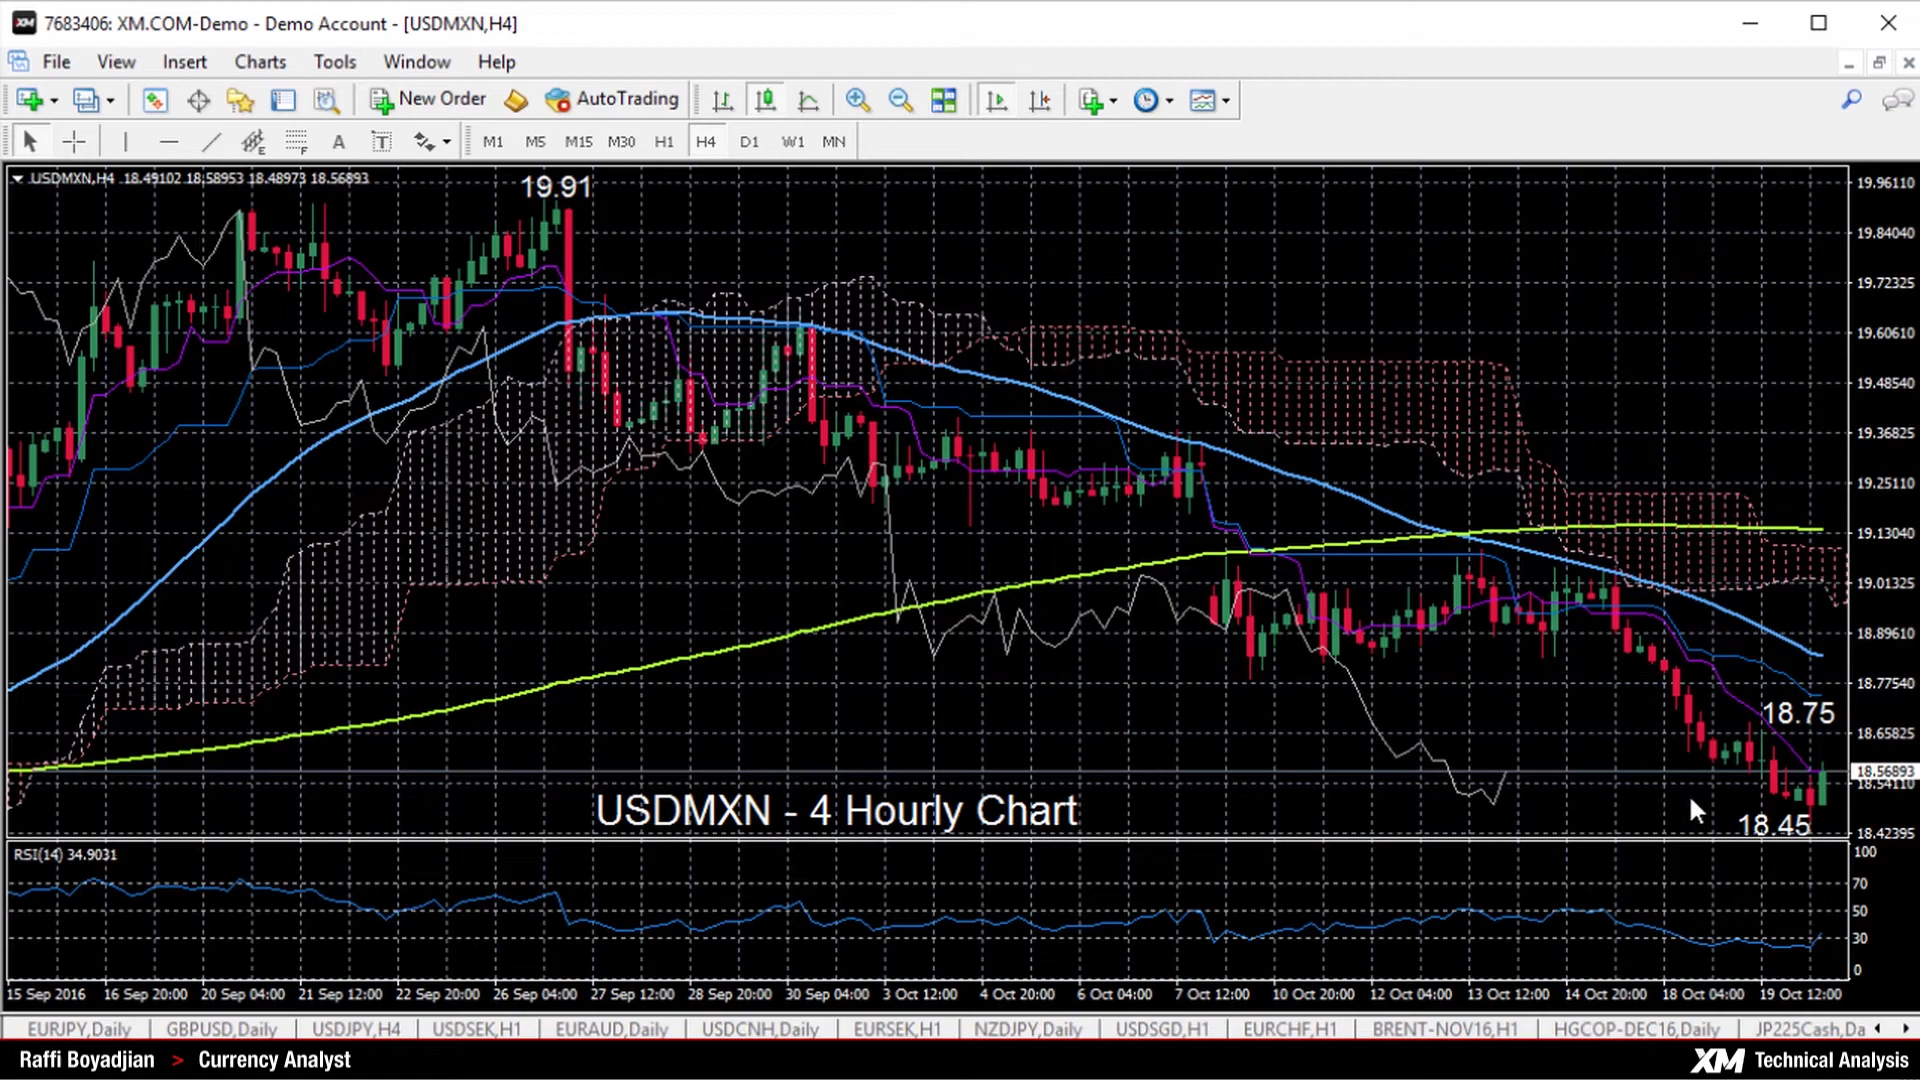 7683406: XM.COM-Demo - Demo Account - [USDMXN,H4]
File View Insert Charts Tools Window Help
New Order AutoTrading
A T M1 M5 M15 M30 H1 H4 D1 W1 MN
USDMXN,H4 18.49102 18.58953 18.48973 18.56893
19.91
19.96110
19.84040
19.72325
19.60610
19.48540
19.36825
19.25110
19.13040
19.01325
18.89610
18.77540
18.75
18.65825
18.56893
18.54110
USDMXN - 4 Hourly Chart
18.45
18.42395
RSI(14) 34.9031
100
70
50
30
0
15 Sep 2016 16 Sep 20:00 20 Sep 04:00 21 Sep 12:00 22 Sep 20:00 26 Sep 04:00 27 Sep 12:00 28 Sep 20:00 30 Sep 04:00 3 Oct 12:00 4 Oct 20:00 6 Oct 04:00 7 Oct 12:00 10 Oct 20:00 12 Oct 04:00 13 Oct 12:00 14 Oct 20:00 18 Oct 04:00 19 Oct 12:00
EURJPY,Daily GBPUSD,Daily USDJPY,H4 USDSEK,H1 EURAUD,Daily USDCNH,Daily EURSEK,H1 NZDJPY,Daily USDSGD,H1 EURCHF,H1 BRENT-NOV16,H1 HGCOP-DEC16,Daily JP225Cash,Da
Raffi Boyadjian > Currency Analyst XM Technical Analysis